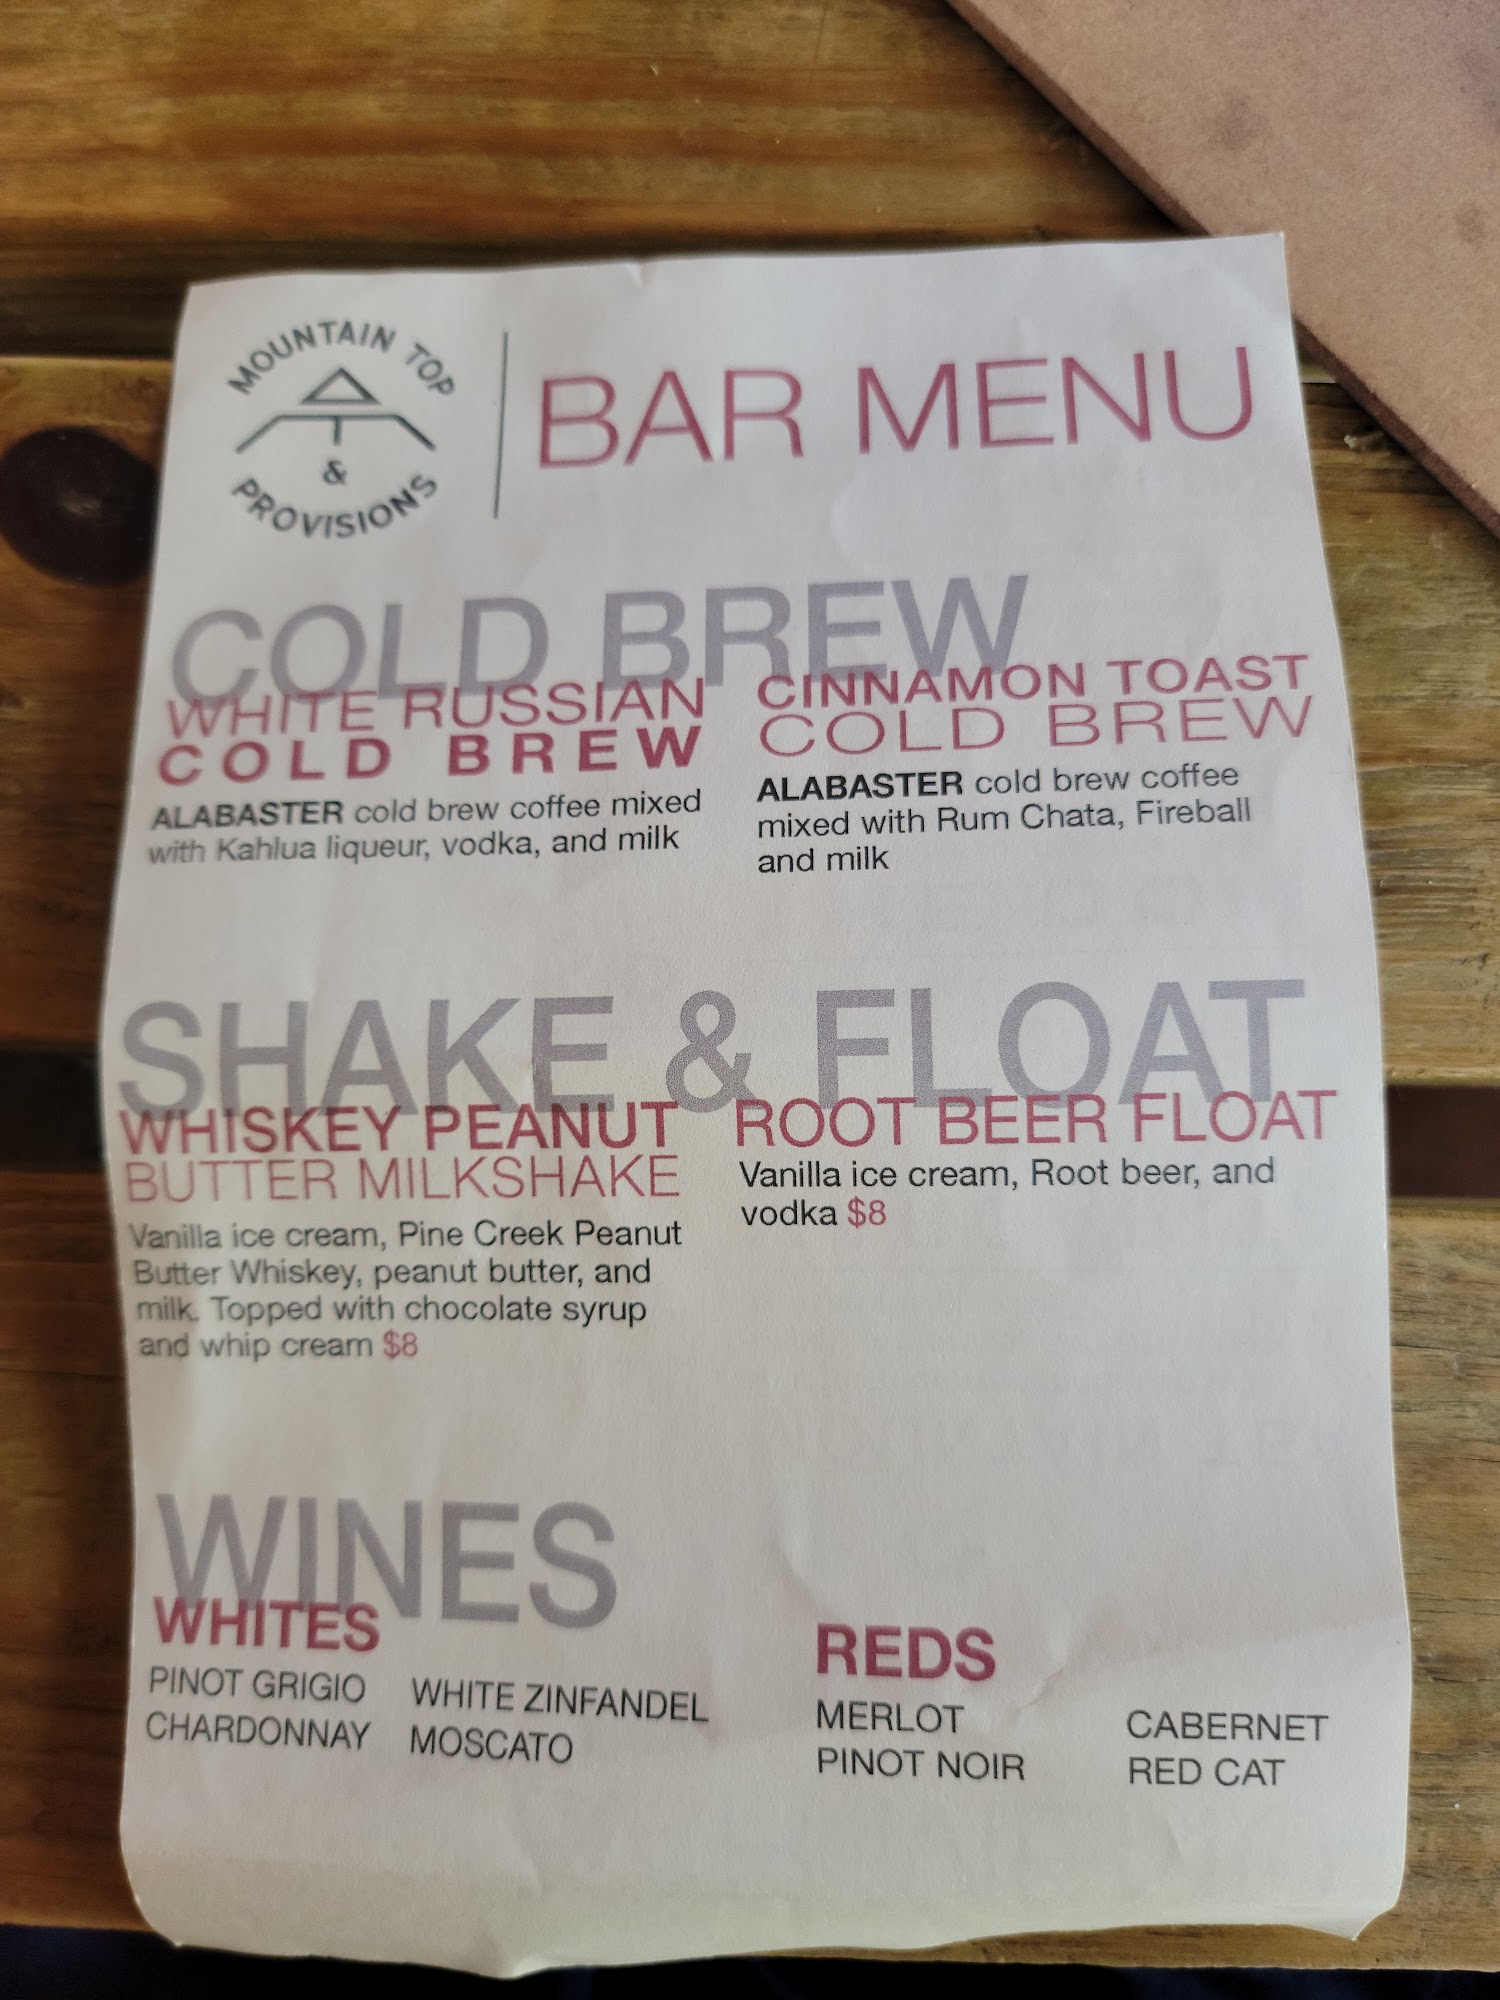 MOUNTAIN TOP
&
PROVISIONS
BAR MENU
COLD BREW
WHITE RUSSIAN
COLD BREW
ALABASTER cold brew coffee mixed
with Kahlua liqueur, vodka, and milk
CINNAMON TOAST
COLD BREW
ALABASTER cold brew coffee
mixed with Rum Chata, Fireball
and milk
SHAKE & FLOAT
WHISKEY PEANUT
BUTTER MILKSHAKE
Vanilla ice cream, Pine Creek Peanut
Butter Whiskey, peanut butter, and
milk. Topped with chocolate syrup
and whip cream $8
ROOT BEER FLOAT
Vanilla ice cream, Root beer, and
vodka $8
WINES
WHITES
PINOT GRIGIO
CHARDONNAY
WHITE ZINFANDEL
MOSCATO
REDS
MERLOT
PINOT NOIR
CABERNET
RED CAT